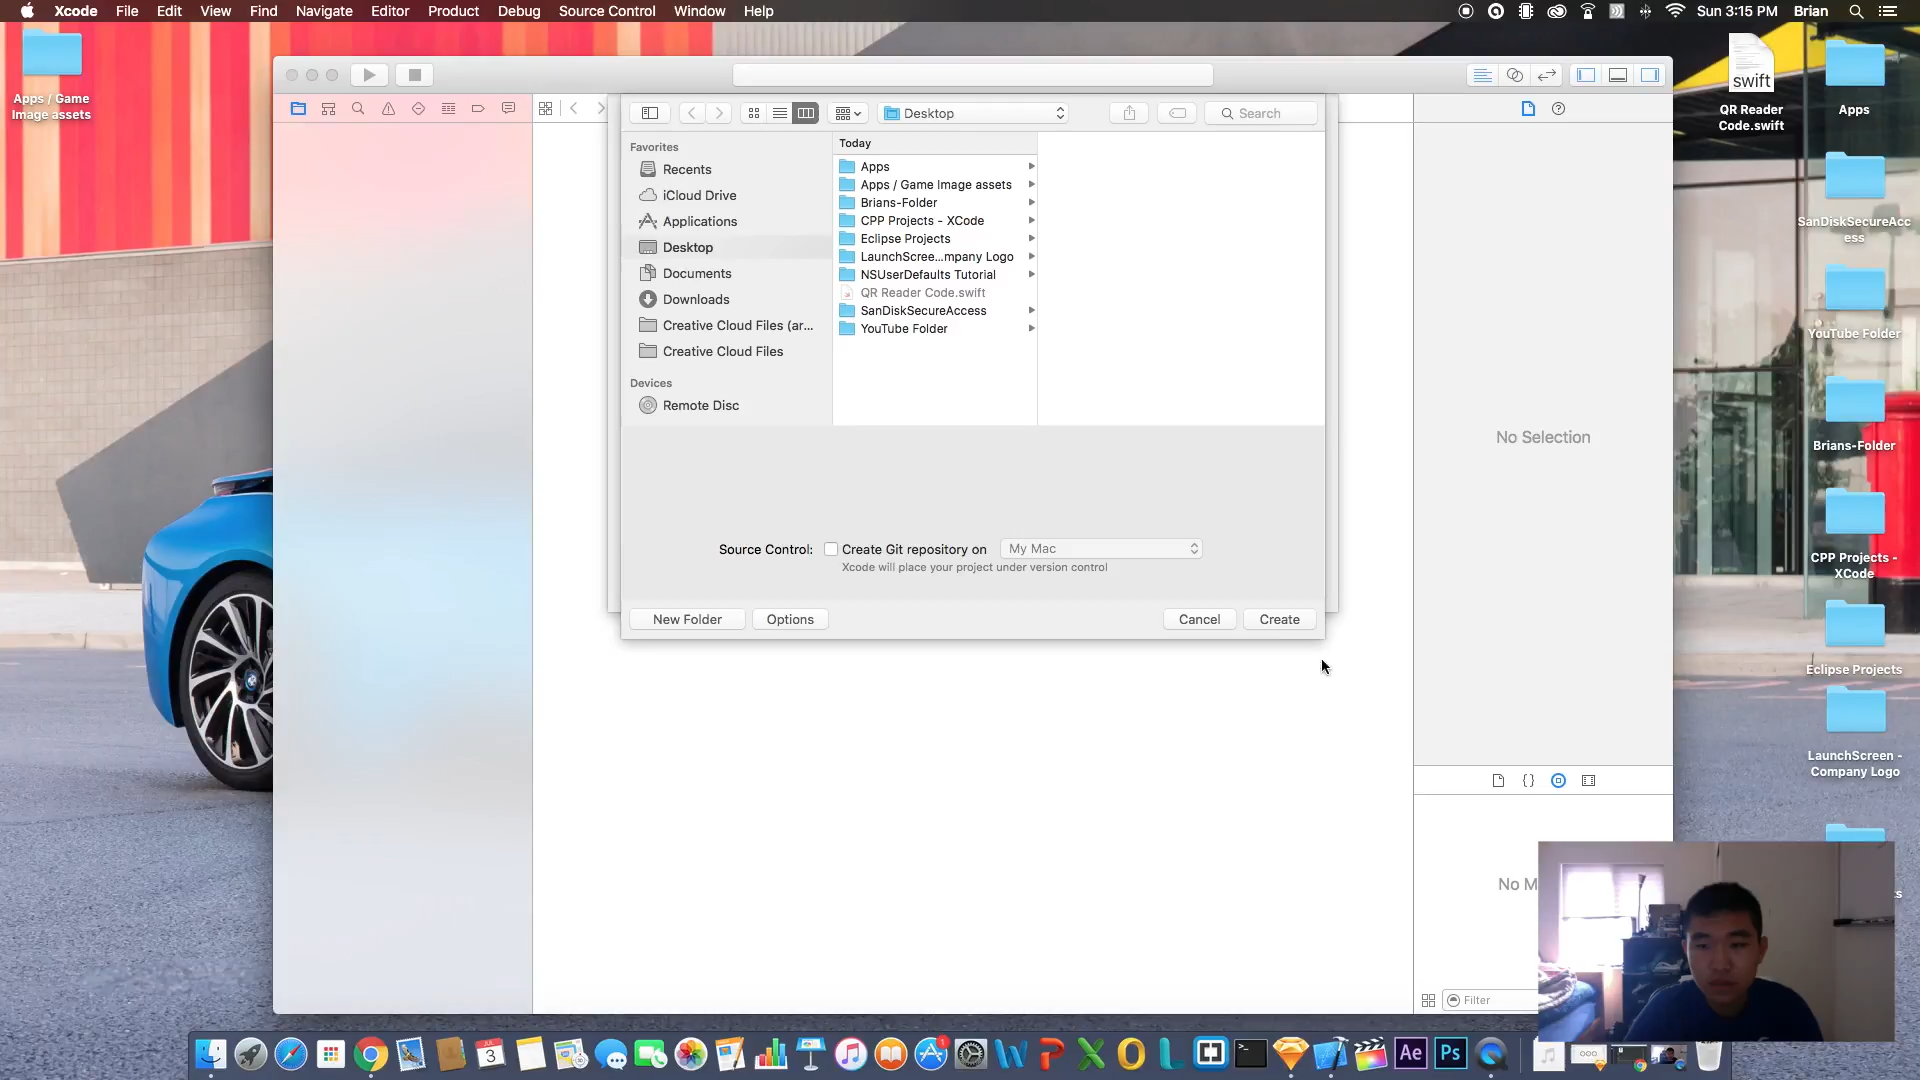 Xcode File Edit View Find Navigate Editor Product Debug Source Control Window Help
Sun 3:15 PM Brian
Apps / Game
Image assets
swift
QR Reader
Code.swift
Apps
SanDiskSecureAcc
ess
YouTube Folder
Brians-Folder
CPP Projects -
XCode
Eclipse Projects
LaunchScreen -
Company Logo
Desktop
Search
Favorites
Recents
iCloud Drive
Applications
Desktop
Documents
Downloads
Creative Cloud Files (ar...
Creative Cloud Files
Devices
Remote Disc
Today
Apps
Apps / Game Image assets
Brians-Folder
CPP Projects - XCode
Eclipse Projects
LaunchScree...mpany Logo
NSUserDefaults Tutorial
QR Reader Code.swift
SanDiskSecureAccess
YouTube Folder
Source Control: Create Git repository on My Mac
Xcode will place your project under version control
New Folder Options Cancel Create
No Selection
No M
Filter
JUL
3
Ae
Ps